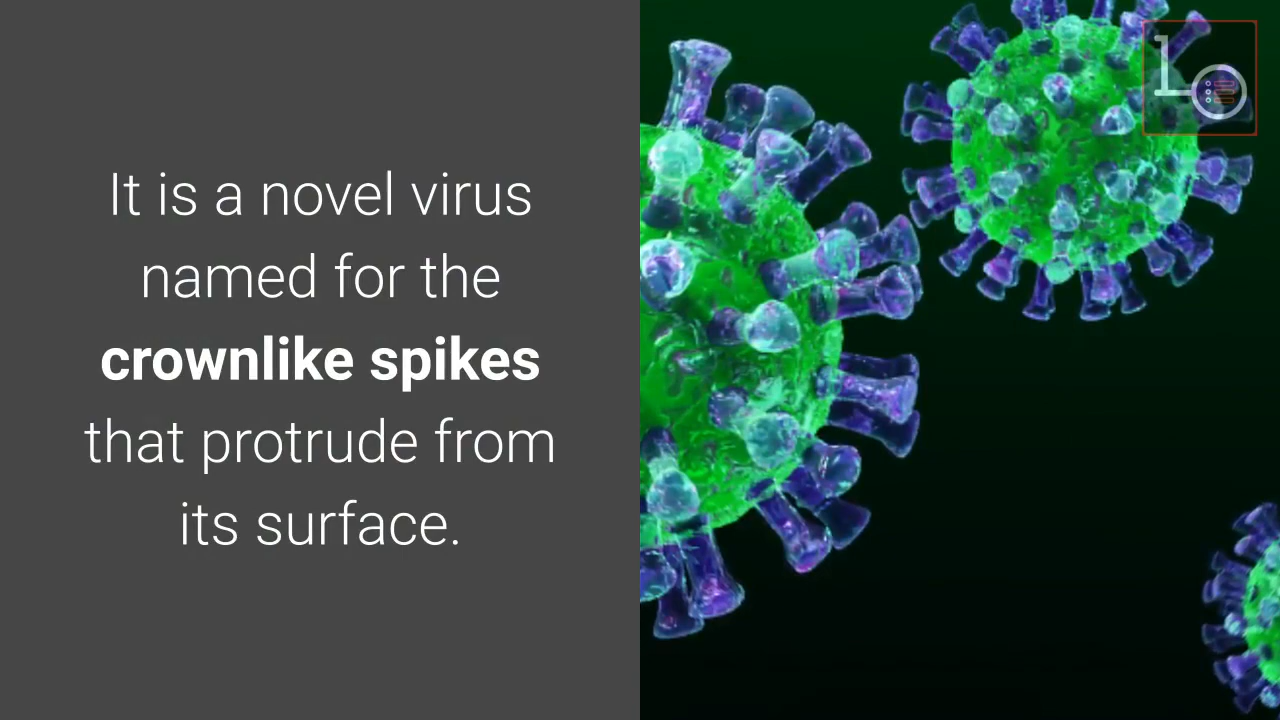 It is a novel virus
named for the
crownlike spikes
that protrude from
its surface.